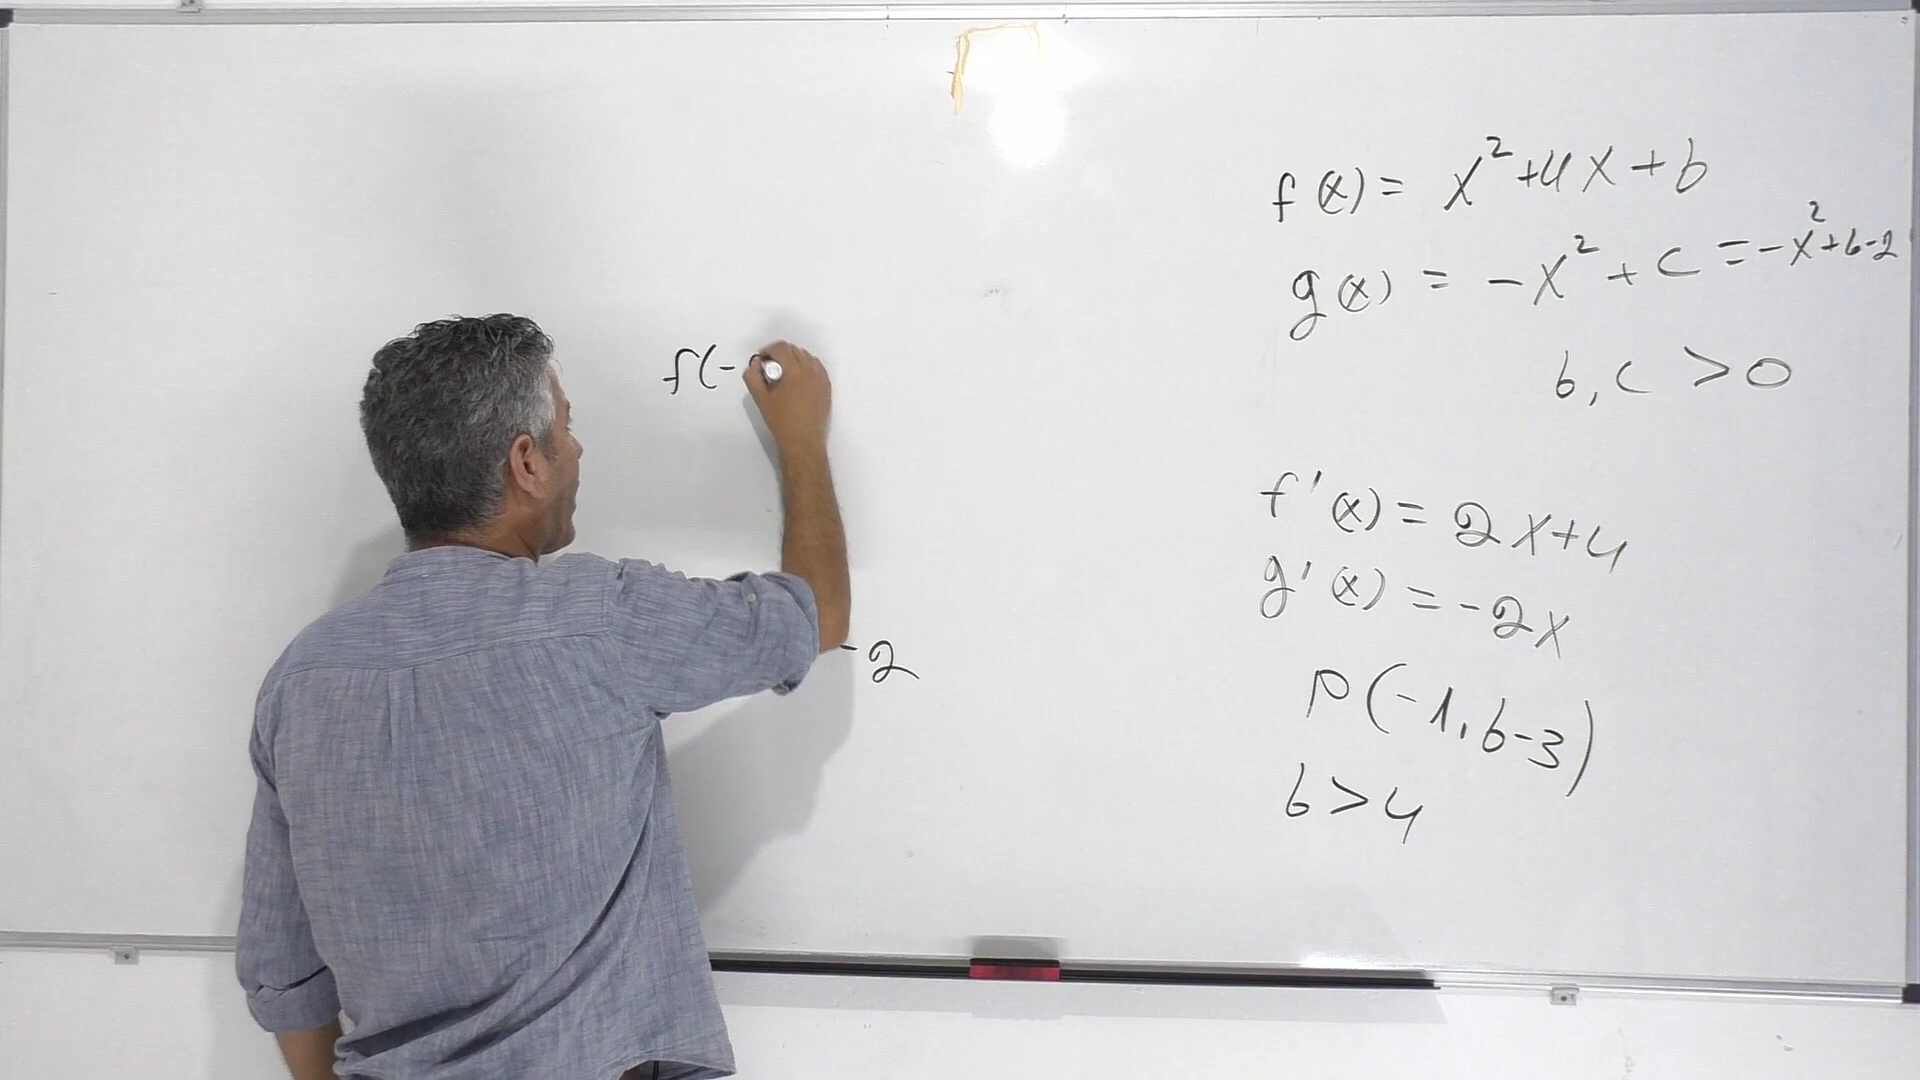 f(-
-2
f(x) = x²+4x+b
g(x) = -x²+c = -x²+b-2
b,c >0
f'(x) = 2x+4
g'(x) = -2x
P(-1,b-3)
b>4